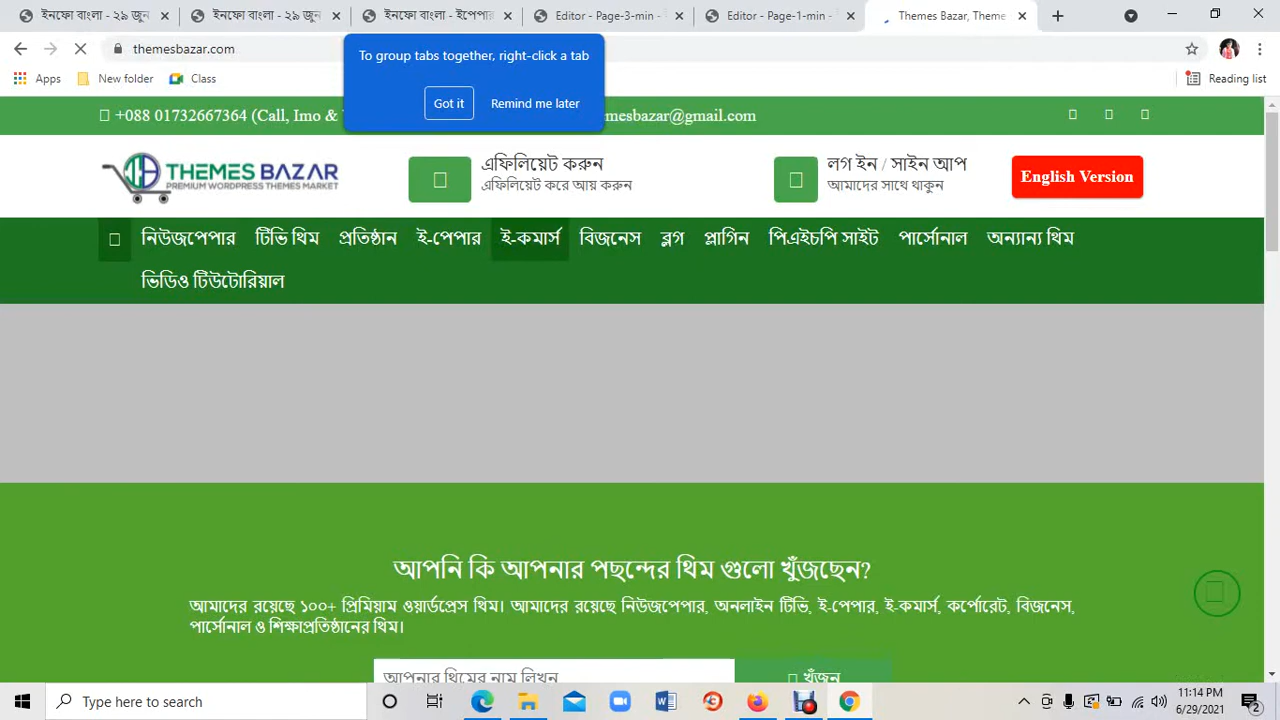 ইনফো বাংলা - ২৯ জুন
ইনফো বাংলা - ২৯ জুন
ইনফো বাংলা - ইপেপার
Editor - Page-3-min -
Editor - Page-1-min -
Themes Bazar, Theme
themesbazar.com
To group tabs together, right-click a tab
Got it
Remind me later
Apps
New folder
Class
Reading list
+088 01732667364 (Call, Imo &
mesbazar@gmail.com
THEMES BAZAR
PREMIUM WORDPRESS THEMES MARKET
এফিলিয়েট করুন
এফিলিয়েট করে আয় করুন
লগ ইন / সাইন আপ
আমাদের সাথে থাকুন
English Version
নিউজপেপার টিভি থিম প্রতিষ্ঠান ই-পেপার ই-কমার্স বিজনেস ব্লগ প্লাগিন পিএইচপি সাইট পার্সোনাল অন্যান্য থিম
ভিডিও টিউটোরিয়াল
আপনি কি আপনার পছন্দের থিম গুলো খুঁজছেন?
আমাদের রয়েছে ১০০+ প্রিমিয়াম ওয়ার্ডপ্রেস থিম। আমাদের রয়েছে নিউজপেপার, অনলাইন টিভি, ই-পেপার, ই-কমার্স, কর্পোরেট, বিজনেস,
পার্সোনাল ও শিক্ষাপ্রতিষ্ঠানের থিম।
আপনার থিমের নাম লিখুন
খুঁজুন
Type here to search
11:14 PM
6/29/2021
2